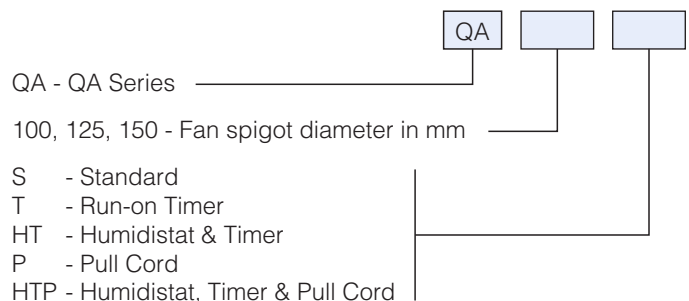 QA
QA - QA Series
100, 125, 150 - Fan spigot diameter in mm
S - Standard
T - Run-on Timer
HT - Humidistat & Timer
P - Pull Cord
HTP - Humidistat, Timer & Pull Cord